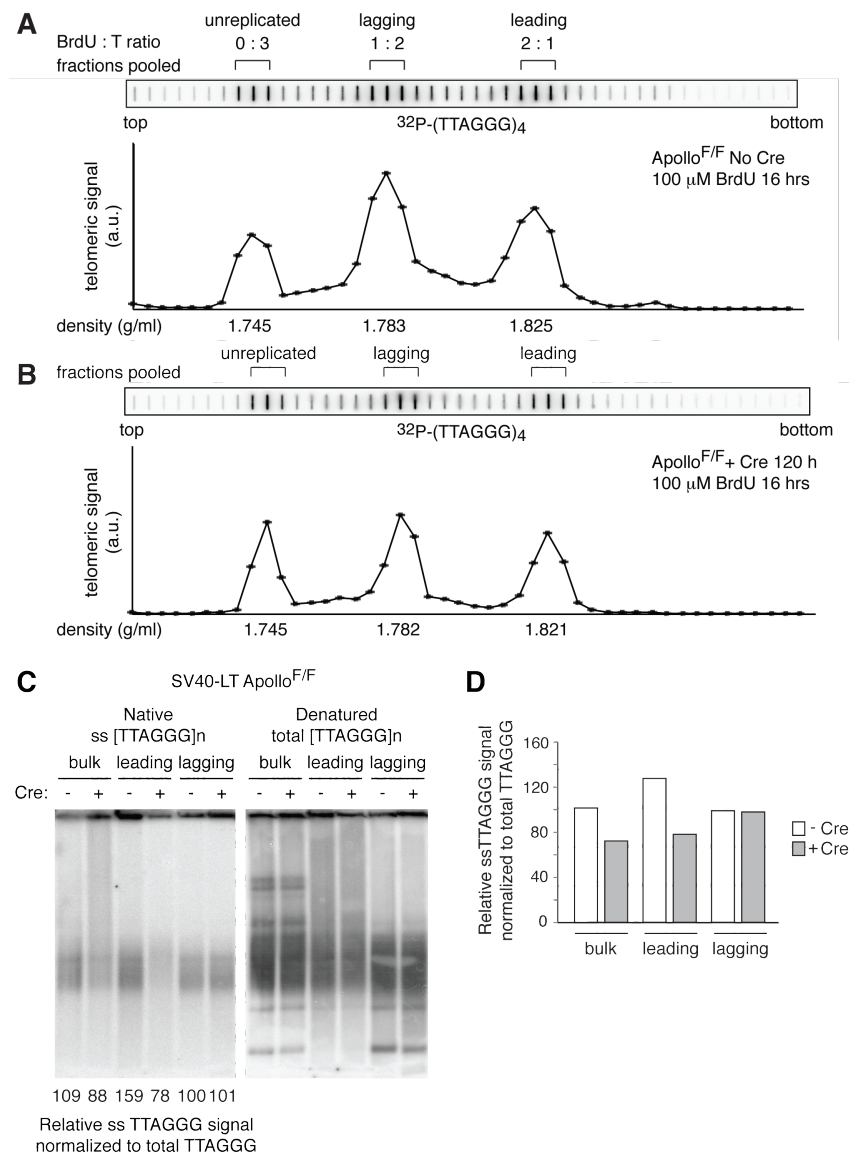 A
unreplicated lagging leading
BrdU : T ratio 0 : 3 1 : 2 2 : 1
fractions pooled
top 32P-(TTAGGG)4 bottom
ApolloF/F No Cre
100 μM BrdU 16 hrs
telomeric signal
(a.u.)
density (g/ml) 1.745 1.783 1.825
B
unreplicated lagging leading
fractions pooled
top 32P-(TTAGGG)4 bottom
ApolloF/F+ Cre 120 h
100 μM BrdU 16 hrs
telomeric signal
(a.u.)
density (g/ml) 1.745 1.782 1.821
C
SV40-LT ApolloF/F
Native Denatured
ss [TTAGGG]n total [TTAGGG]n
bulk leading lagging bulk leading lagging
Cre: - + - + - + - + - + - +
109 88 159 78 100 101
Relative ss TTAGGG signal
normalized to total TTAGGG
D
Relative ssTTAGGG signal
normalized to total TTAGGG
160
120
80
40
0
bulk leading lagging
- Cre
+ Cre